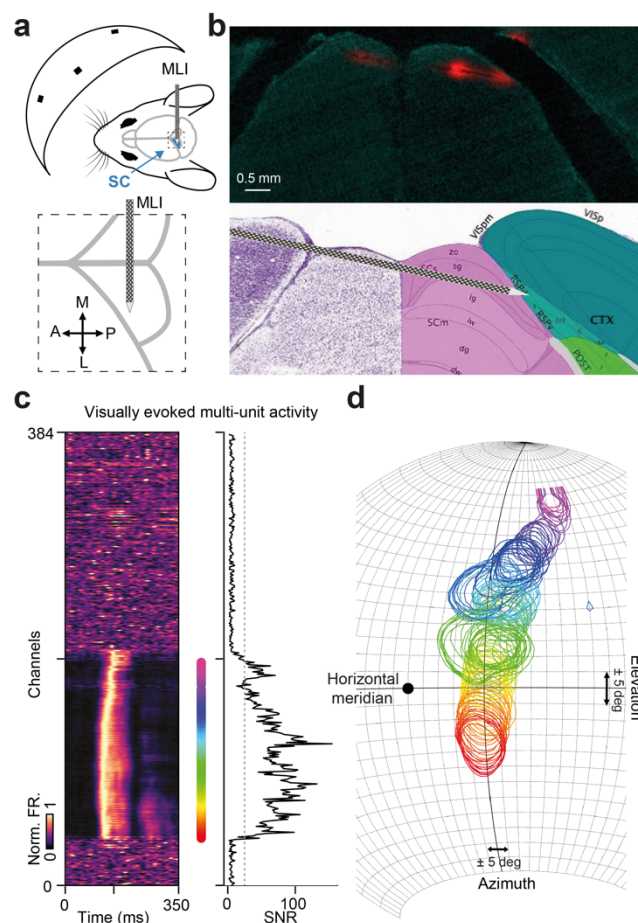 a
MLI
SC
MLI
M
A
P
L
b
0.5 mm
VISpm
VISp
zo
sg
ig
SCm
iw
dg
dw
RSPv
CTX
POST
c
Visually evoked multi-unit activity
384
Channels
Norm. FR.
1
0
0
0
350
Time (ms)
0
100
SNR
d
Horizontal
meridian
± 5 deg
Elevation
± 5 deg
Azimuth